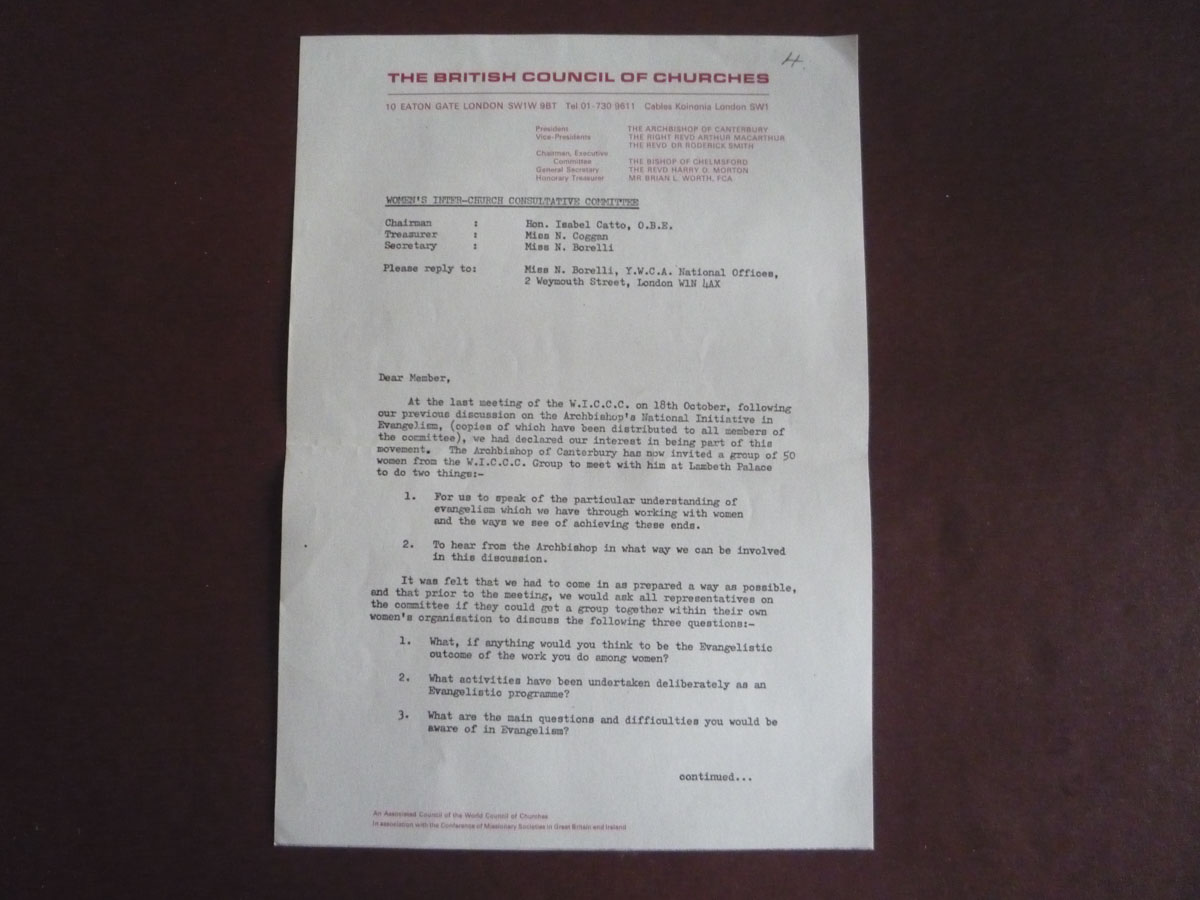 4.
THE BRITISH COUNCIL OF CHURCHES
10 EATON GATE LONDON SW1W 9BT Tel 01-730 9611 Cables Koinonia London SW1
President THE ARCHBISHOP OF CANTERBURY
Vice-Presidents THE RIGHT REVD ARTHUR MACARTHUR
THE REVD DR RODERICK SMITH
Chairman, Executive
Committee THE BISHOP OF CHELMSFORD
General Secretary THE REVD HARRY O. MORTON
Honorary Treasurer MR BRIAN L. WORTH, FCA
WOMEN'S INTER-CHURCH CONSULTATIVE COMMITTEE
Chairman : Hon. Isabel Catto, O.B.E.
Treasurer : Miss N. Coggan
Secretary : Miss N. Borelli
Please reply to: Miss N. Borelli, Y.W.C.A. National Offices,
2 Weymouth Street, London W1N 4AX
Dear Member,
At the last meeting of the W.I.C.C.C. on 18th October, following
our previous discussion on the Archbishop's National Initiative in
Evangelism, (copies of which have been distributed to all members of
the committee), we had declared our interest in being part of this
movement. The Archbishop of Canterbury has now invited a group of 50
women from the W.I.C.C.C. Group to meet with him at Lambeth Palace
to do two things:-
1. For us to speak of the particular understanding of
evangelism which we have through working with women
and the ways we see of achieving these ends.
2. To hear from the Archbishop in what way we can be involved
in this discussion.
It was felt that we had to come in as prepared a way as possible,
and that prior to the meeting, we would ask all representatives on
the committee if they could get a group together within their own
women's organisation to discuss the following three questions:-
1. What, if anything would you think to be the Evangelistic
outcome of the work you do among women?
2. What activities have been undertaken deliberately as an
Evangelistic programme?
3. What are the main questions and difficulties you would be
aware of in Evangelism?
continued...
An Associated Council of the World Council of Churches
In association with the Conference of Missionary Societies in Great Britain and Ireland